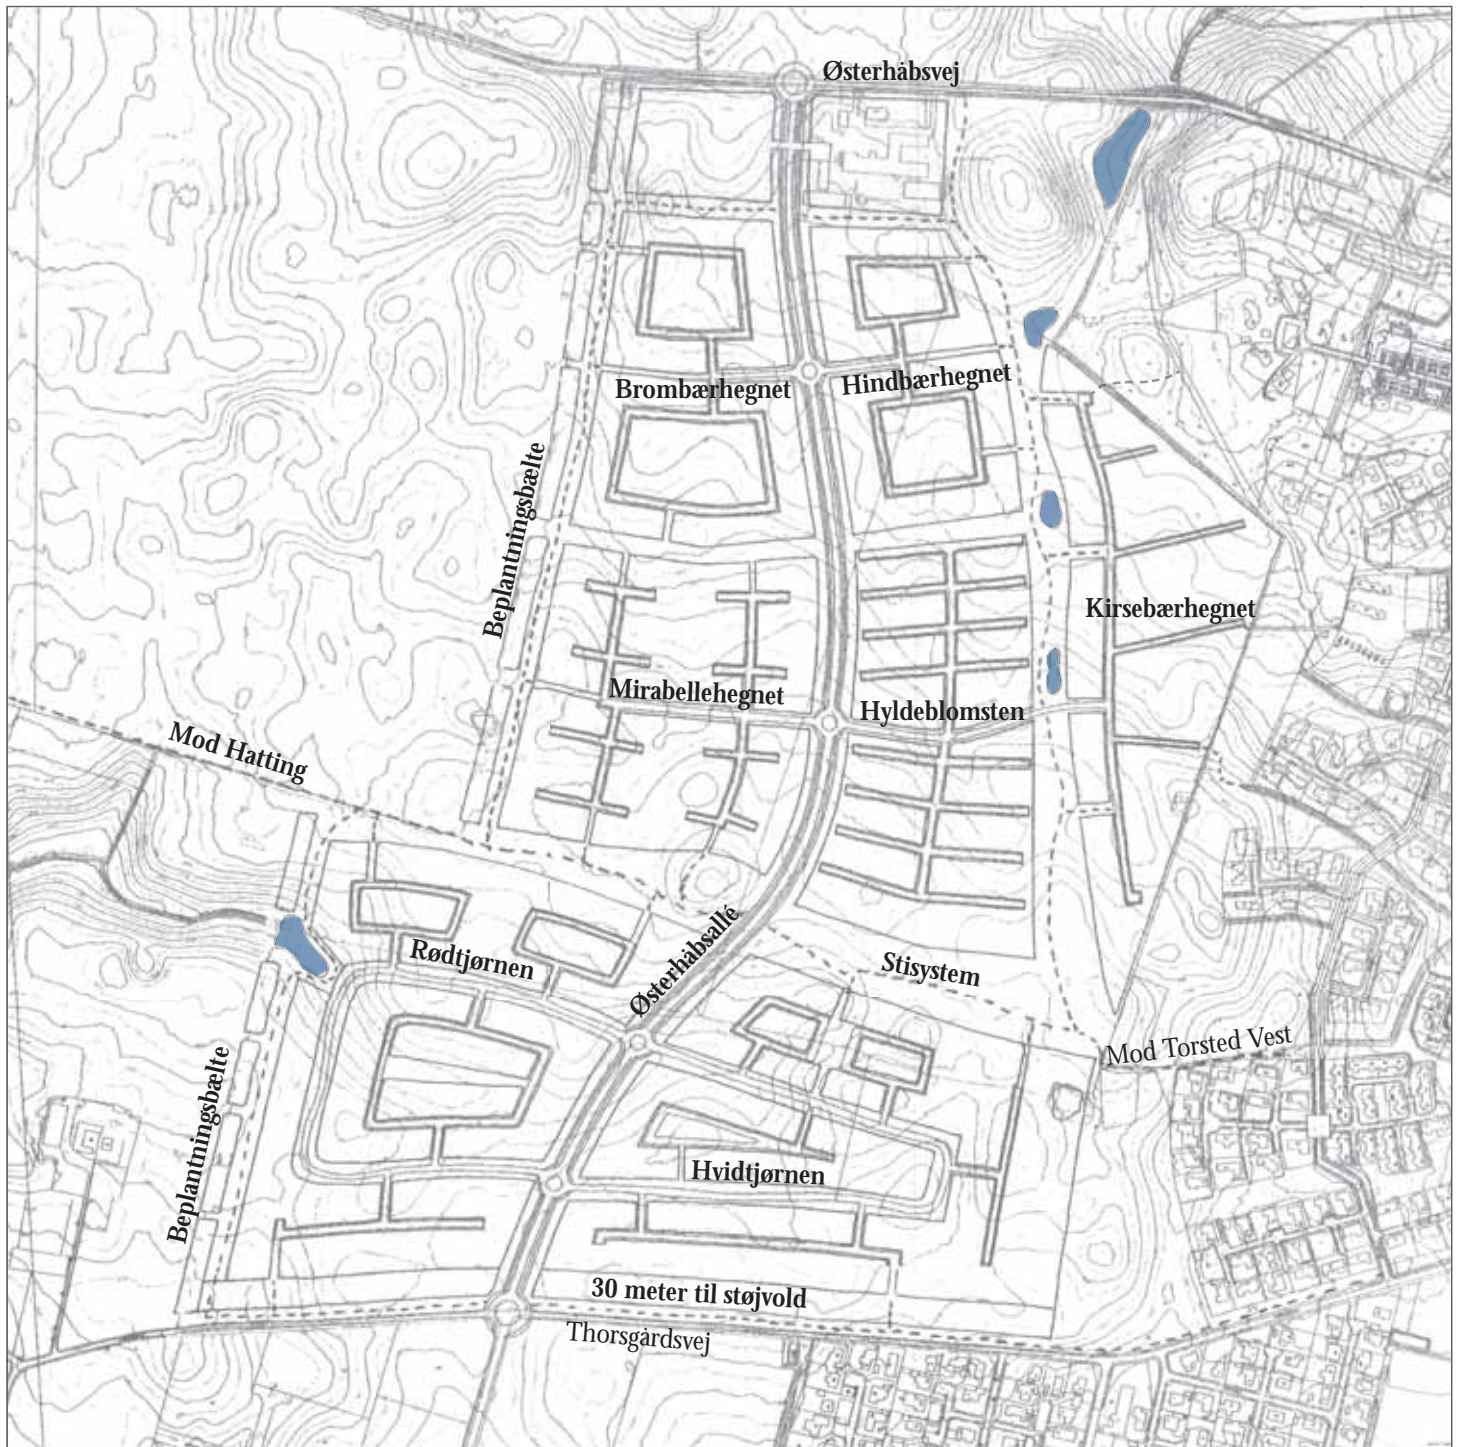 Østerhåbsvej
Brombærhegnet
Hindbærhegnet
Beplantningsbælte
Kirsebærhegnet
Mirabellehegnet
Hyldeblomsten
Mod Hatting
Østerhåbsallé
Rødtjørnen
Stisystem
Mod Torsted Vest
Beplantningsbælte
Hvidtjørnen
30 meter til støjvold
Thorsgårdsvej